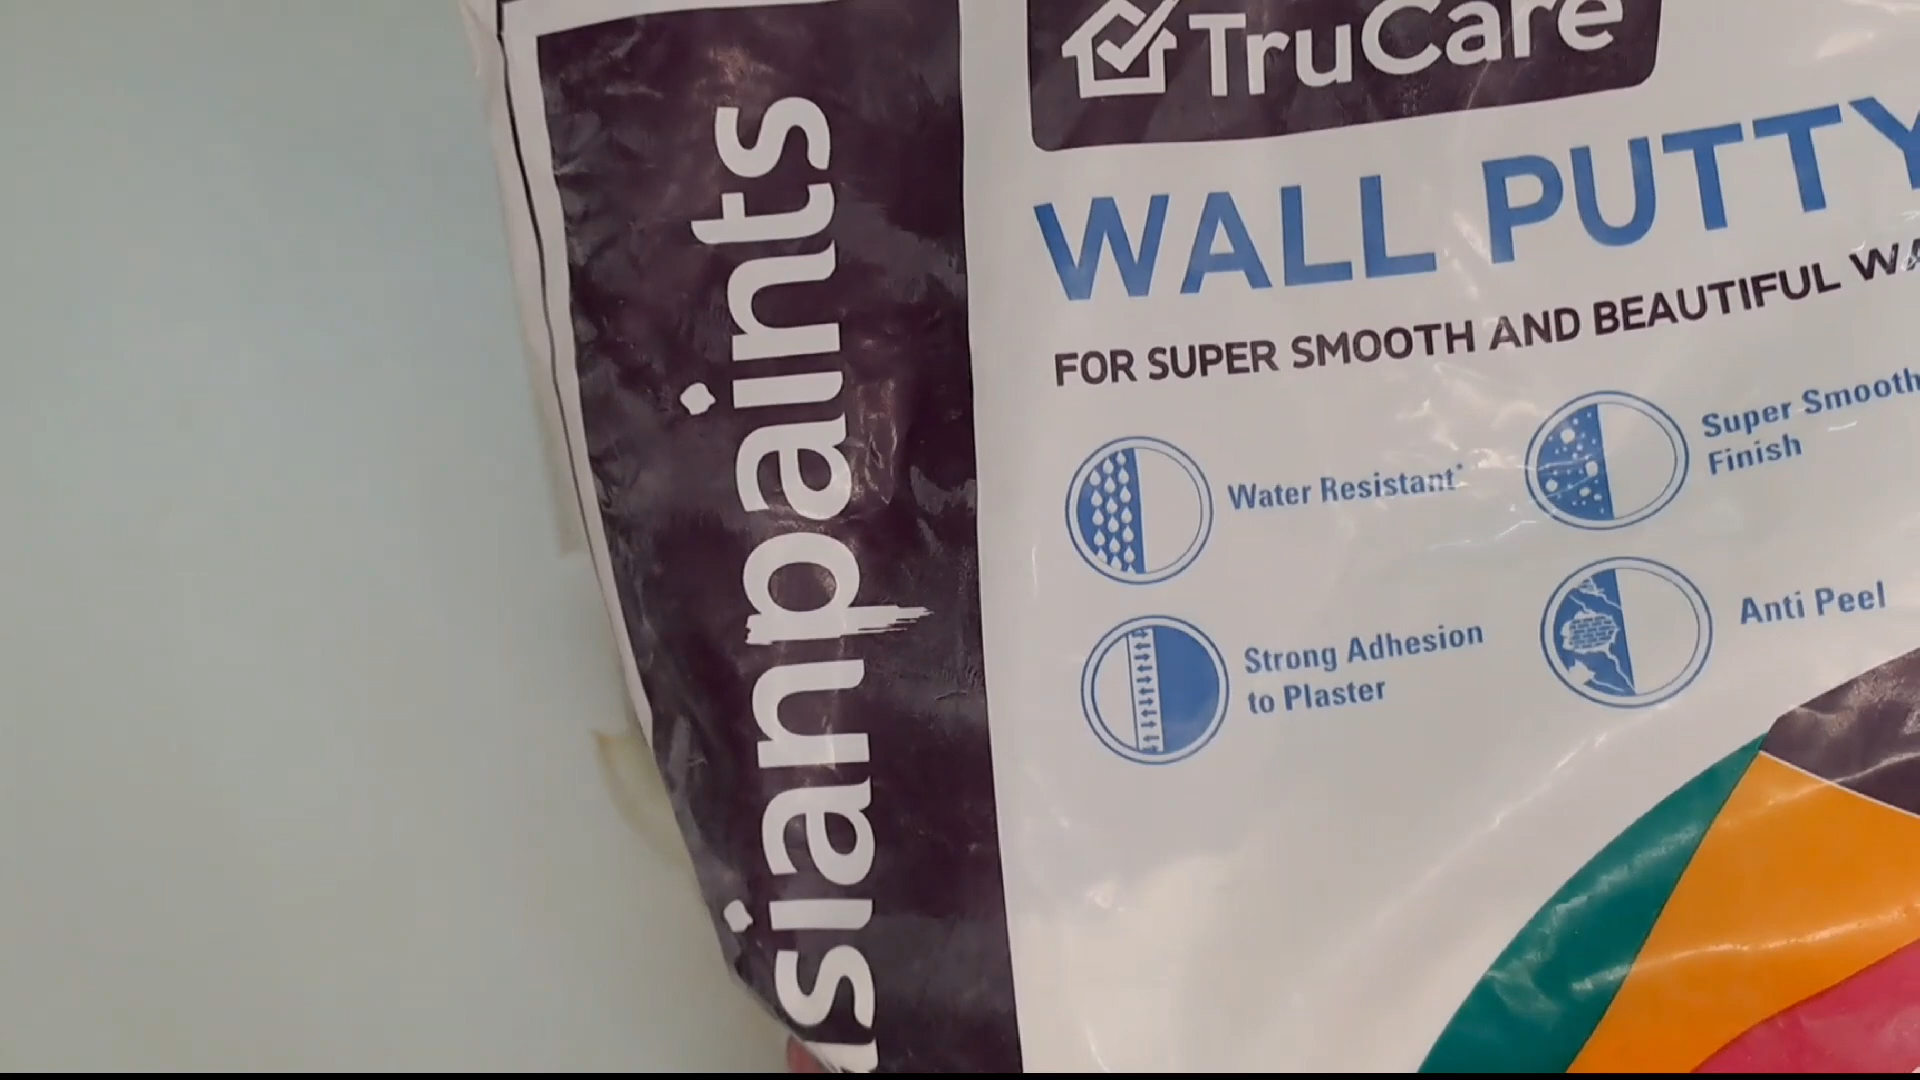 TruCare
WALL PUTTY
FOR SUPER SMOOTH AND BEAUTIFUL
Water Resistant*
Super Smooth
Finish
Strong Adhesion
to Plaster
Anti Peel
asianpaints